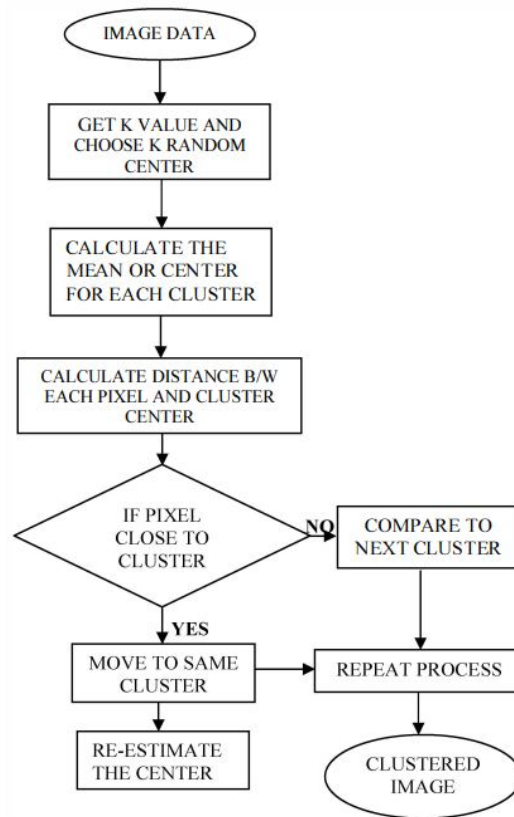 IMAGE DATA
GET K VALUE AND
CHOOSE K RANDOM
CENTER
CALCULATE THE
MEAN OR CENTER
FOR EACH CLUSTER
CALCULATE DISTANCE B/W
EACH PIXEL AND CLUSTER
CENTER
IF PIXEL
CLOSE TO
CLUSTER
NO
COMPARE TO
NEXT CLUSTER
YES
MOVE TO SAME
CLUSTER
REPEAT PROCESS
RE-ESTIMATE
THE CENTER
CLUSTERED
IMAGE